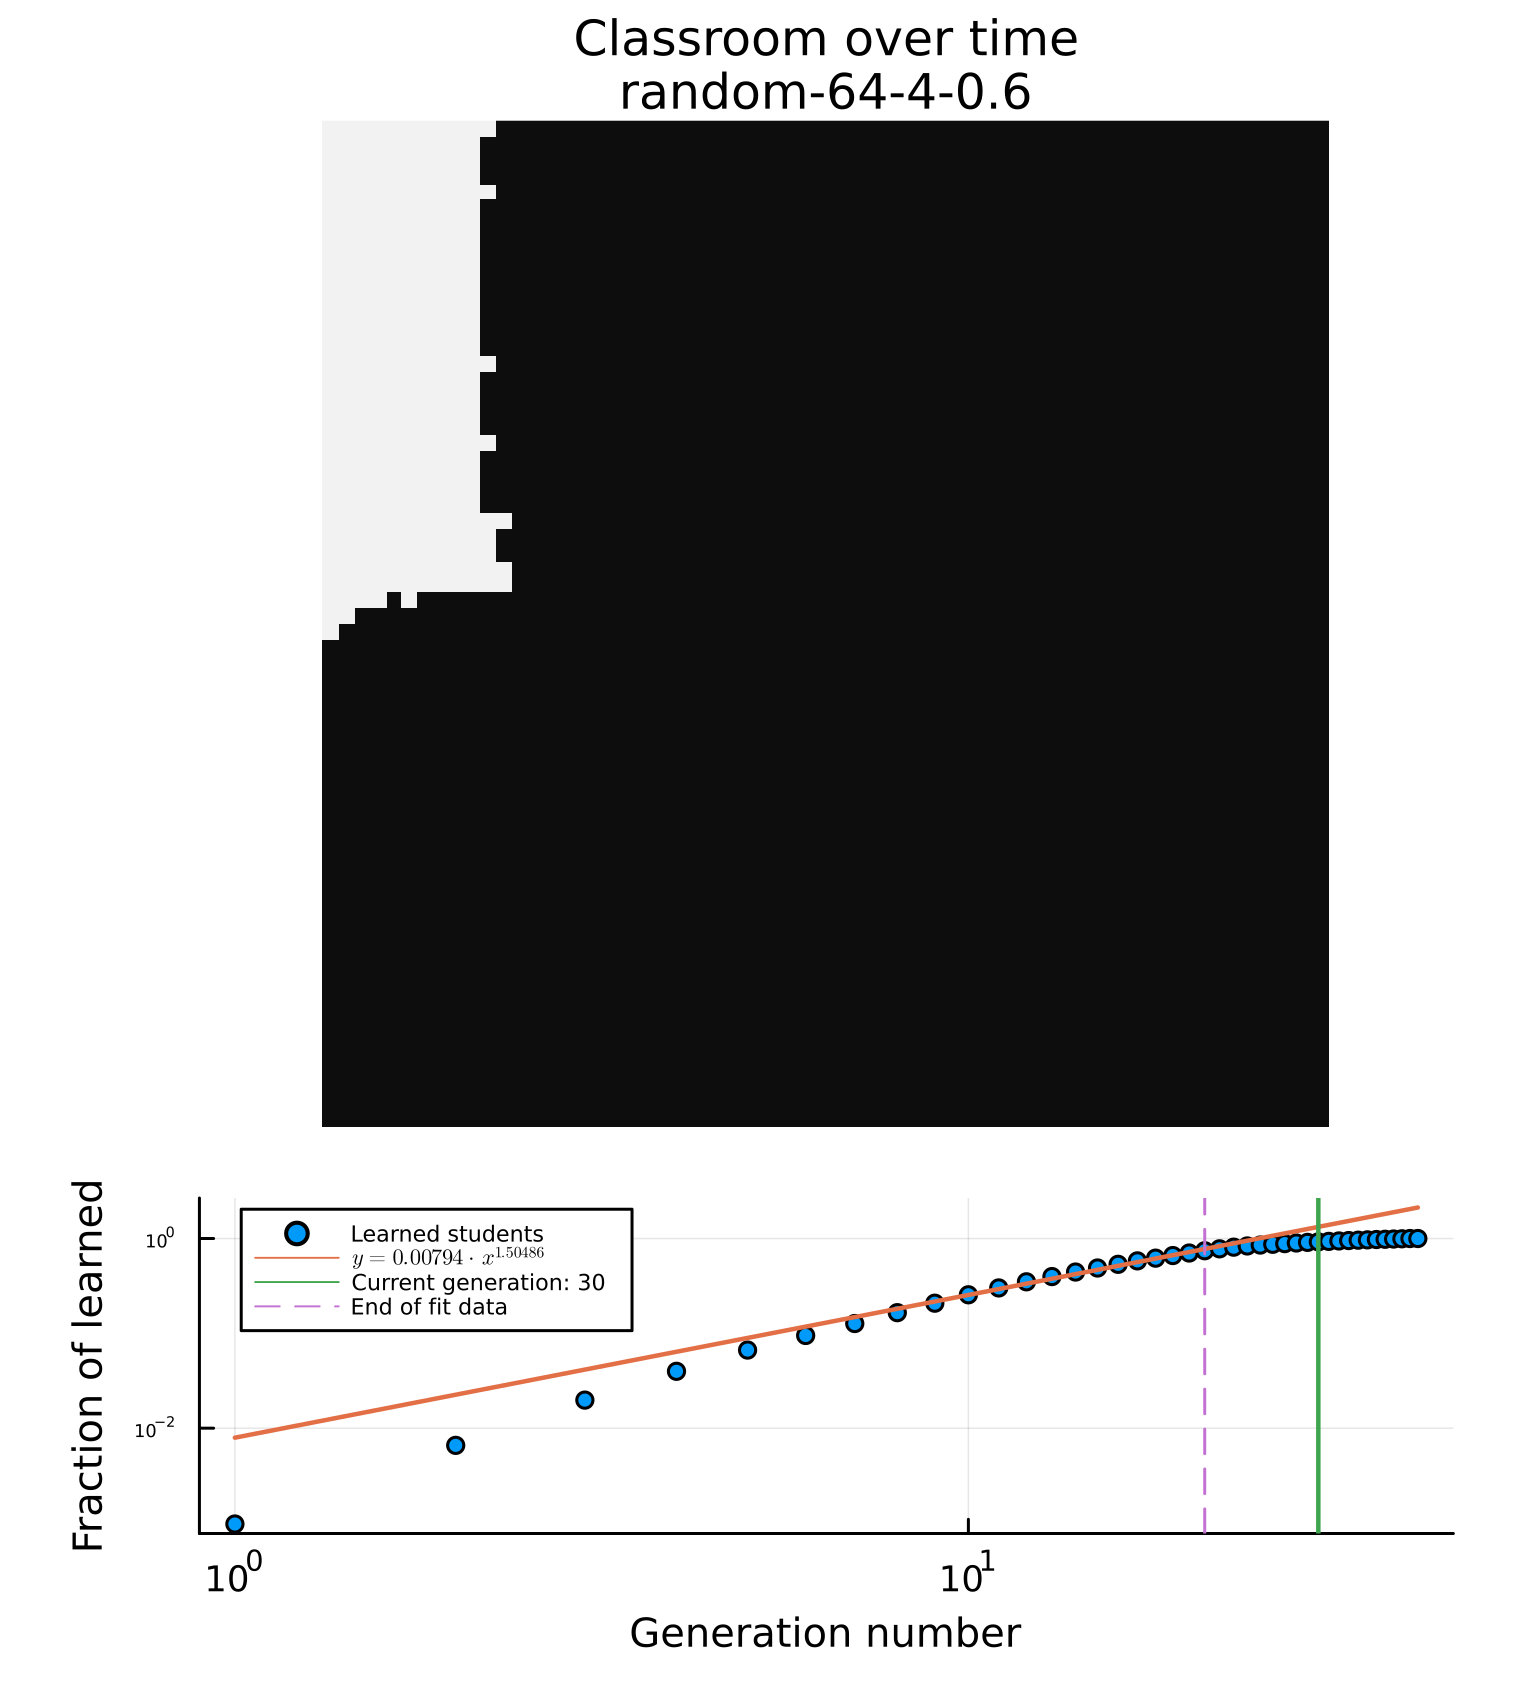 Classroom over time
random-64-4-0.6
Fraction of learned
10^0
10^-2
Learned students
y = 0.00794 · x^1.50486
Current generation: 30
End of fit data
10^0
10^1
Generation number